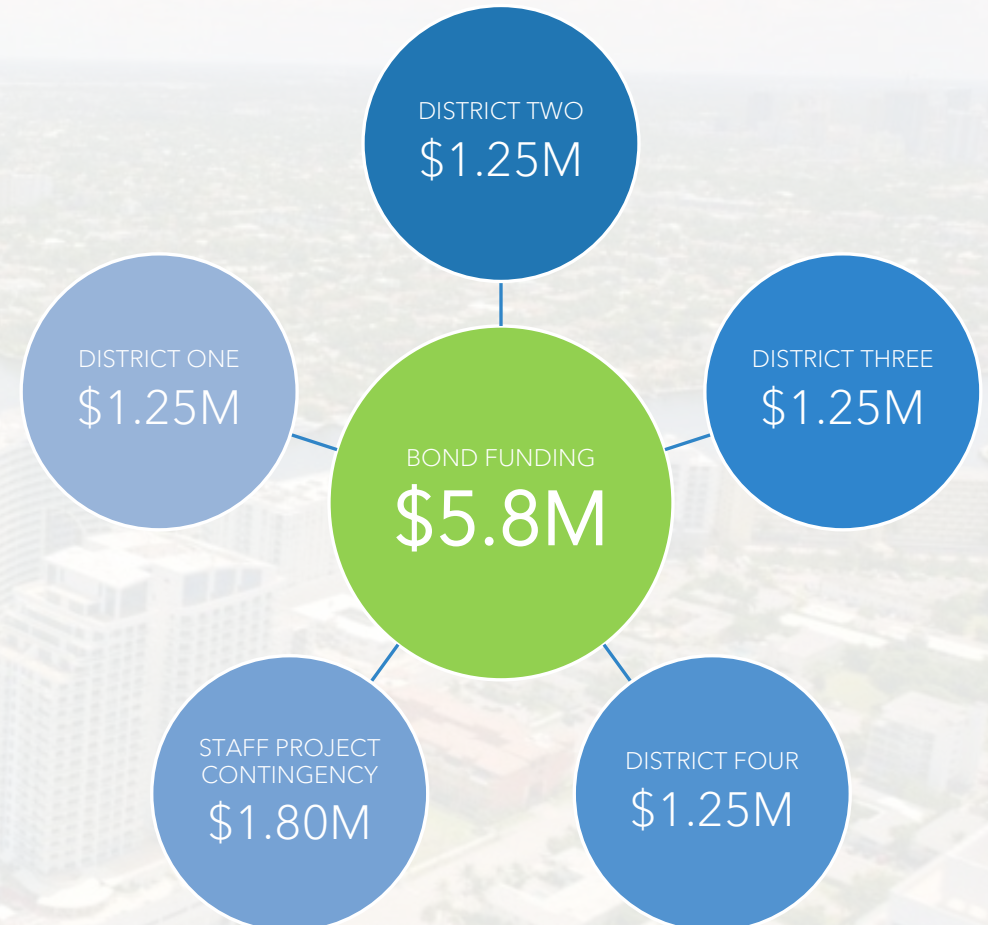 DISTRICT TWO
$1.25M
DISTRICT ONE
$1.25M
DISTRICT THREE
$1.25M
BOND FUNDING
$5.8M
STAFF PROJECT
CONTINGENCY
$1.80M
DISTRICT FOUR
$1.25M